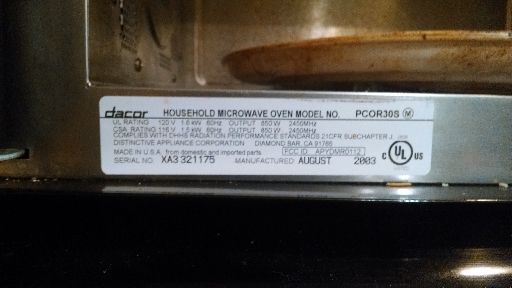 dacor HOUSEHOLD MICROWAVE OVEN MODEL NO. PCOR30S M
UL RATING 120 V 1.6 kW 60Hz OUTPUT 850 W 2450MHz
CSA RATING 116 V 1.5 kW 60Hz OUTPUT 850 W 2450MHz
COMPLIES WITH DHHS RADIATION PERFORMANCE STANDARDS 21CFR SUBCHAPTER J
DISTINCTIVE APPLIANCE CORPORATION DIAMOND BAR, CA 91765
MADE IN U.S.A. from domestic and imported parts. FCC ID: APYDMR0112
SERIAL NO. XA3 321175 MANUFACTURED AUGUST 2003
C UL US